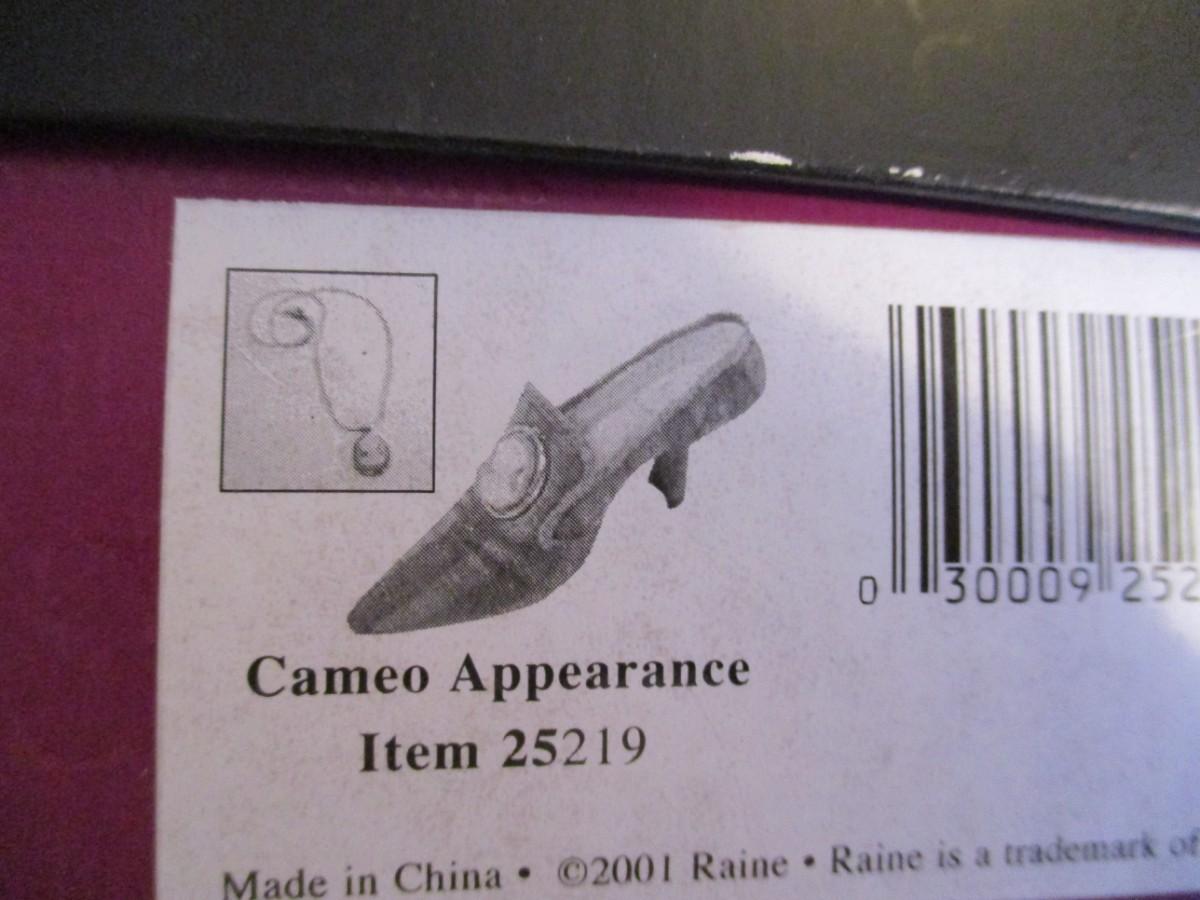 0 30009 252
Cameo Appearance
Item 25219
Made in China • ©2001 Raine • Raine is a trademark of